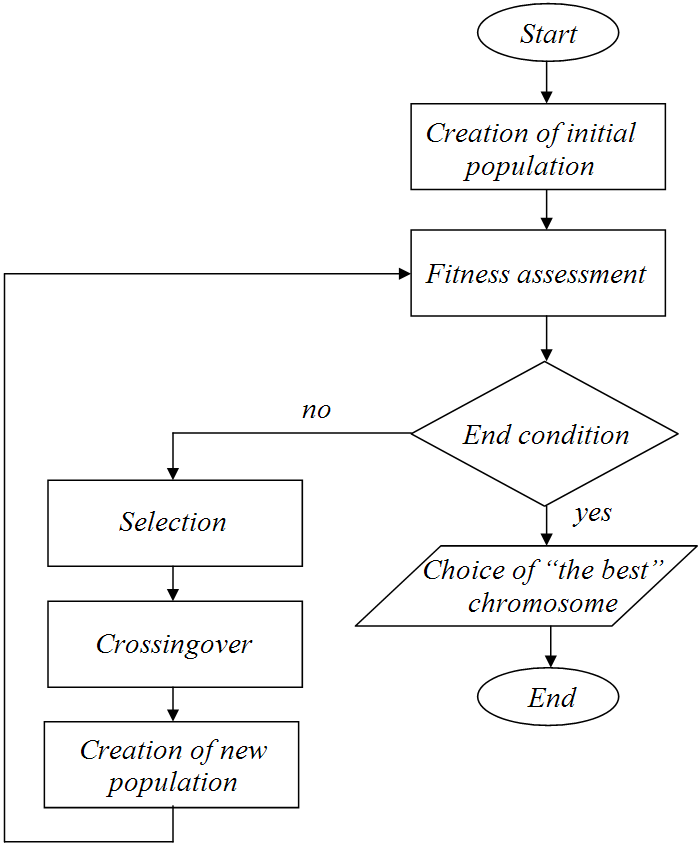 Start
Creation of initial
population
Fitness assessment
no
End condition
yes
Selection
Choice of “the best”
chromosome
Crossingover
End
Creation of new
population